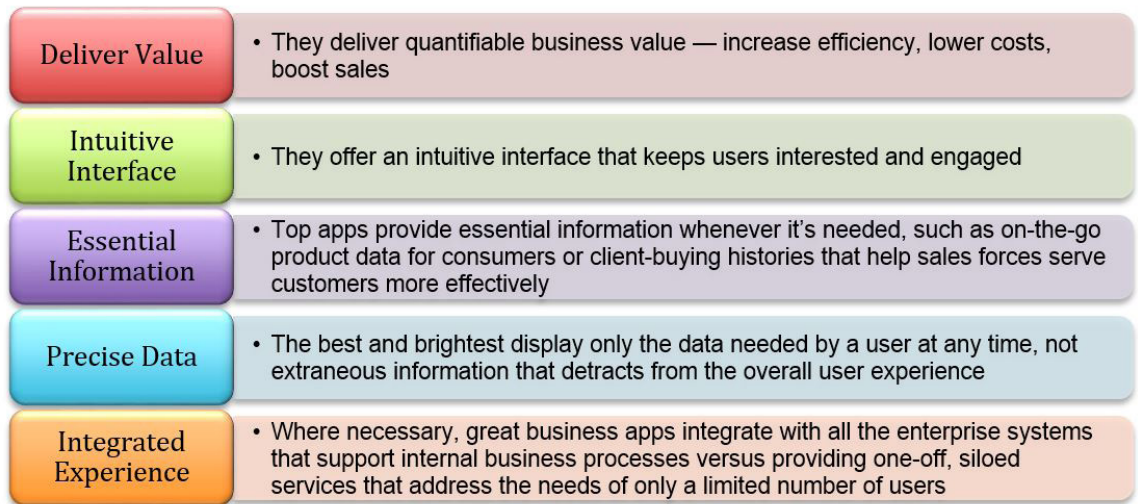 Deliver Value
• They deliver quantifiable business value — increase efficiency, lower costs,
boost sales
Intuitive
Interface
• They offer an intuitive interface that keeps users interested and engaged
Essential
Information
• Top apps provide essential information whenever it's needed, such as on-the-go
product data for consumers or client-buying histories that help sales forces serve
customers more effectively
Precise Data
• The best and brightest display only the data needed by a user at any time, not
extraneous information that detracts from the overall user experience
Integrated
Experience
• Where necessary, great business apps integrate with all the enterprise systems
that support internal business processes versus providing one-off, siloed
services that address the needs of only a limited number of users